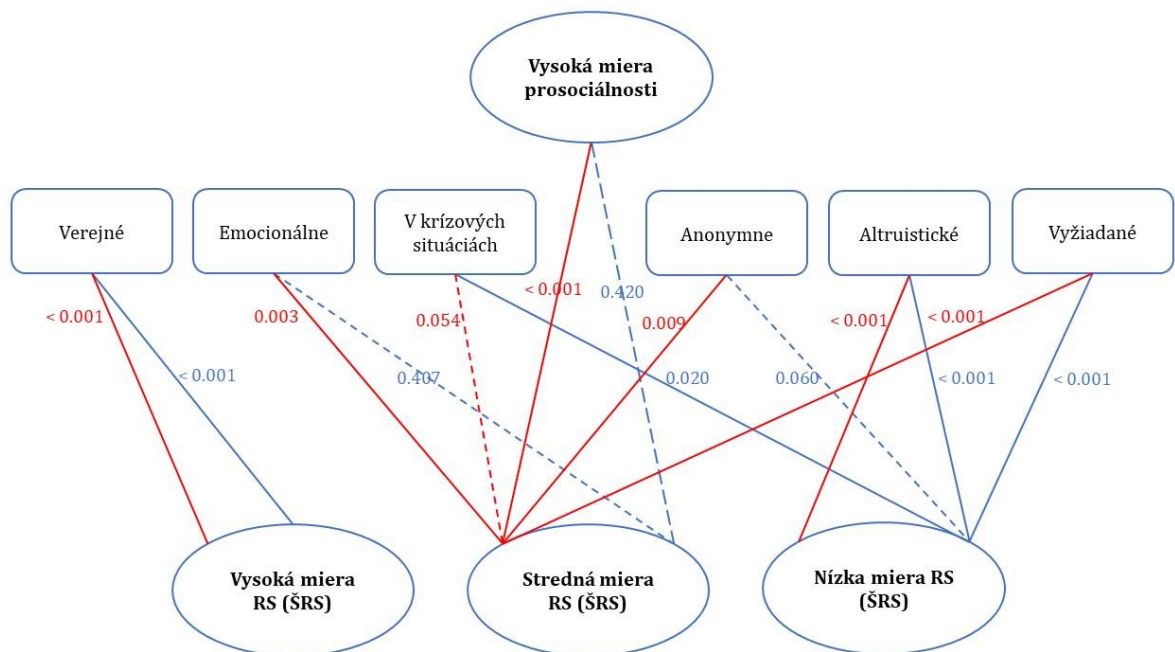 Vysoká miera
prosociálnosti
Verejné
Emocionálne
V krízových
situáciách
Anonymne
Altruistické
Vyžiadané
< 0.001
0.003
0.054
< 0.001
0.420
0.009
< 0.001
< 0.001
< 0.001
0.407
0.020
0.060
< 0.001
< 0.001
Vysoká miera
RS (ŠRS)
Stredná miera
RS (ŠRS)
Nízka miera RS
(ŠRS)